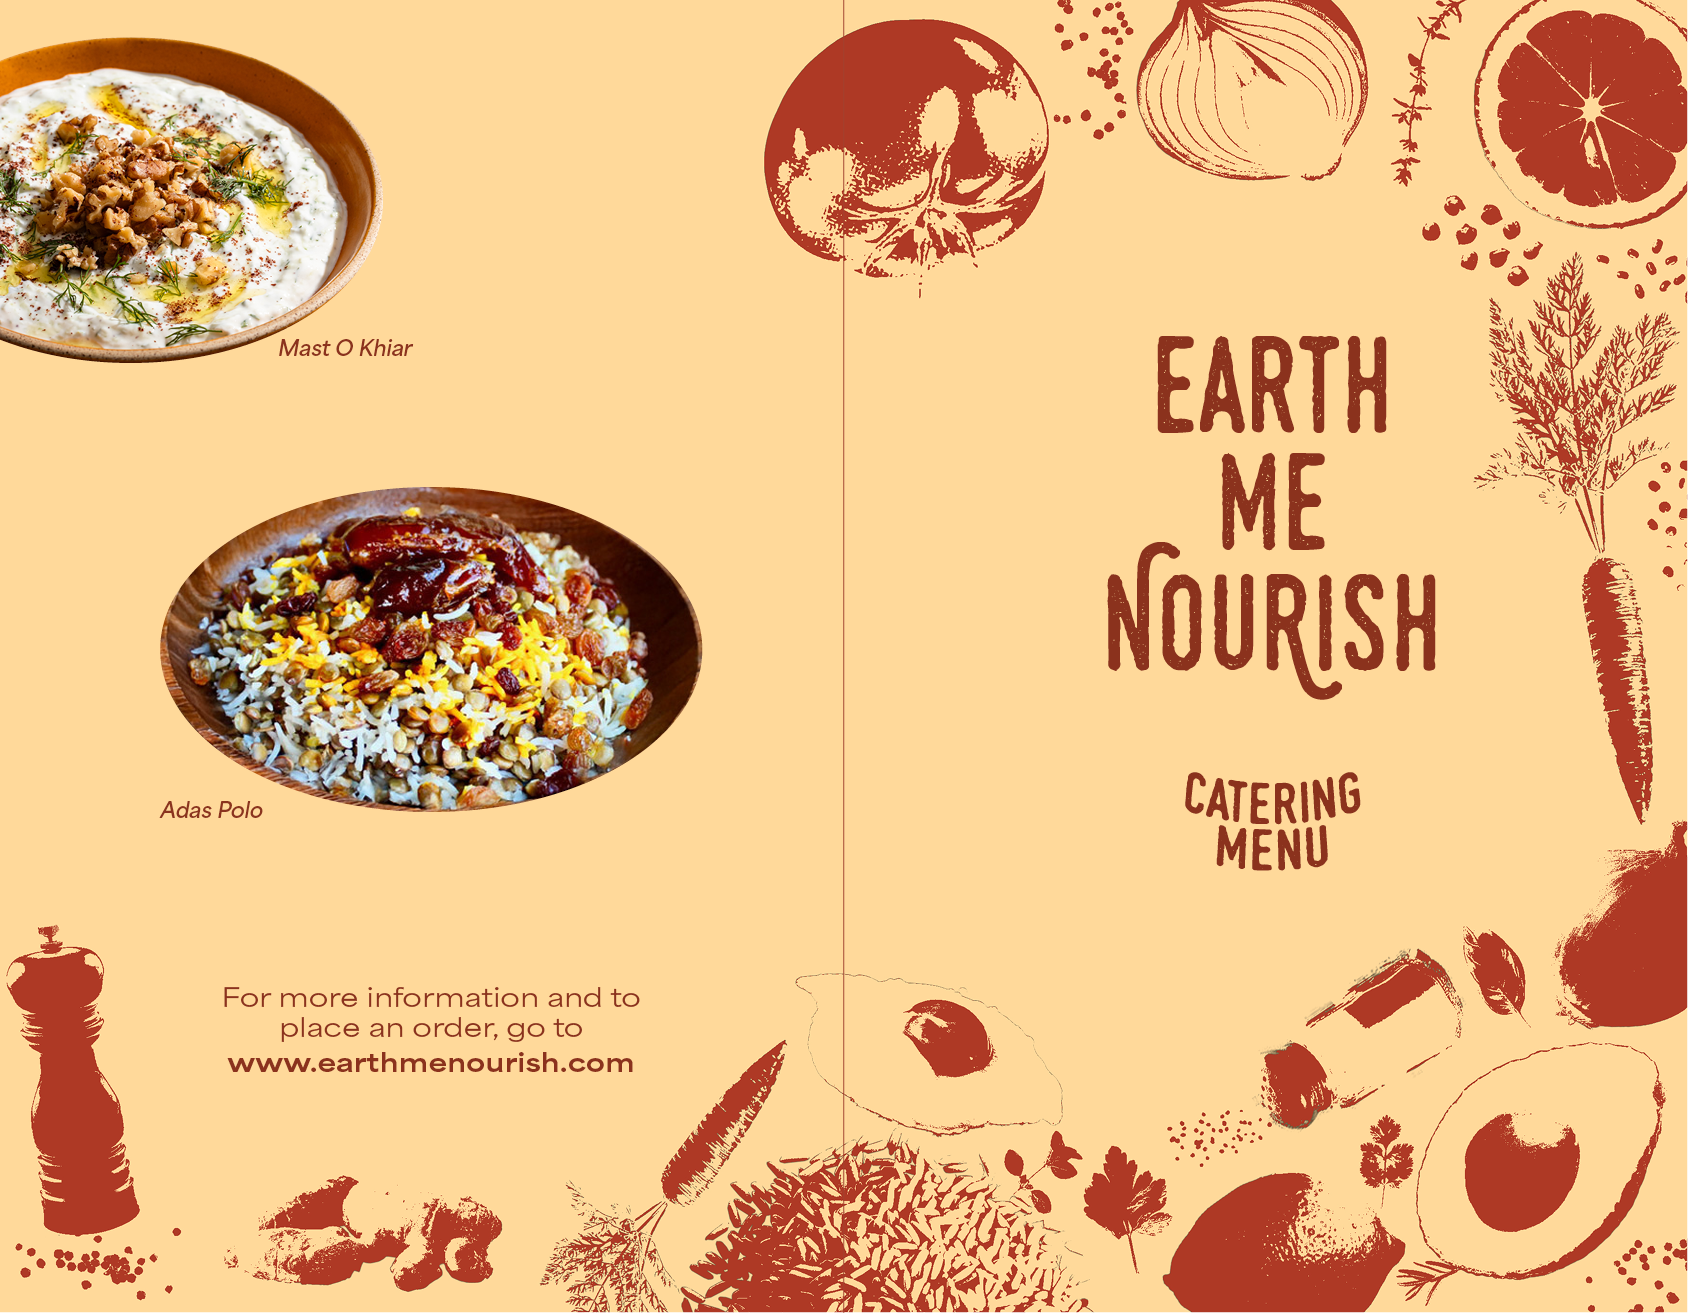 Mast O Khiar
Adas Polo
For more information and to
place an order, go to
www.earthmenourish.com
EARTH
ME
NOURISH
CATERING
MENU